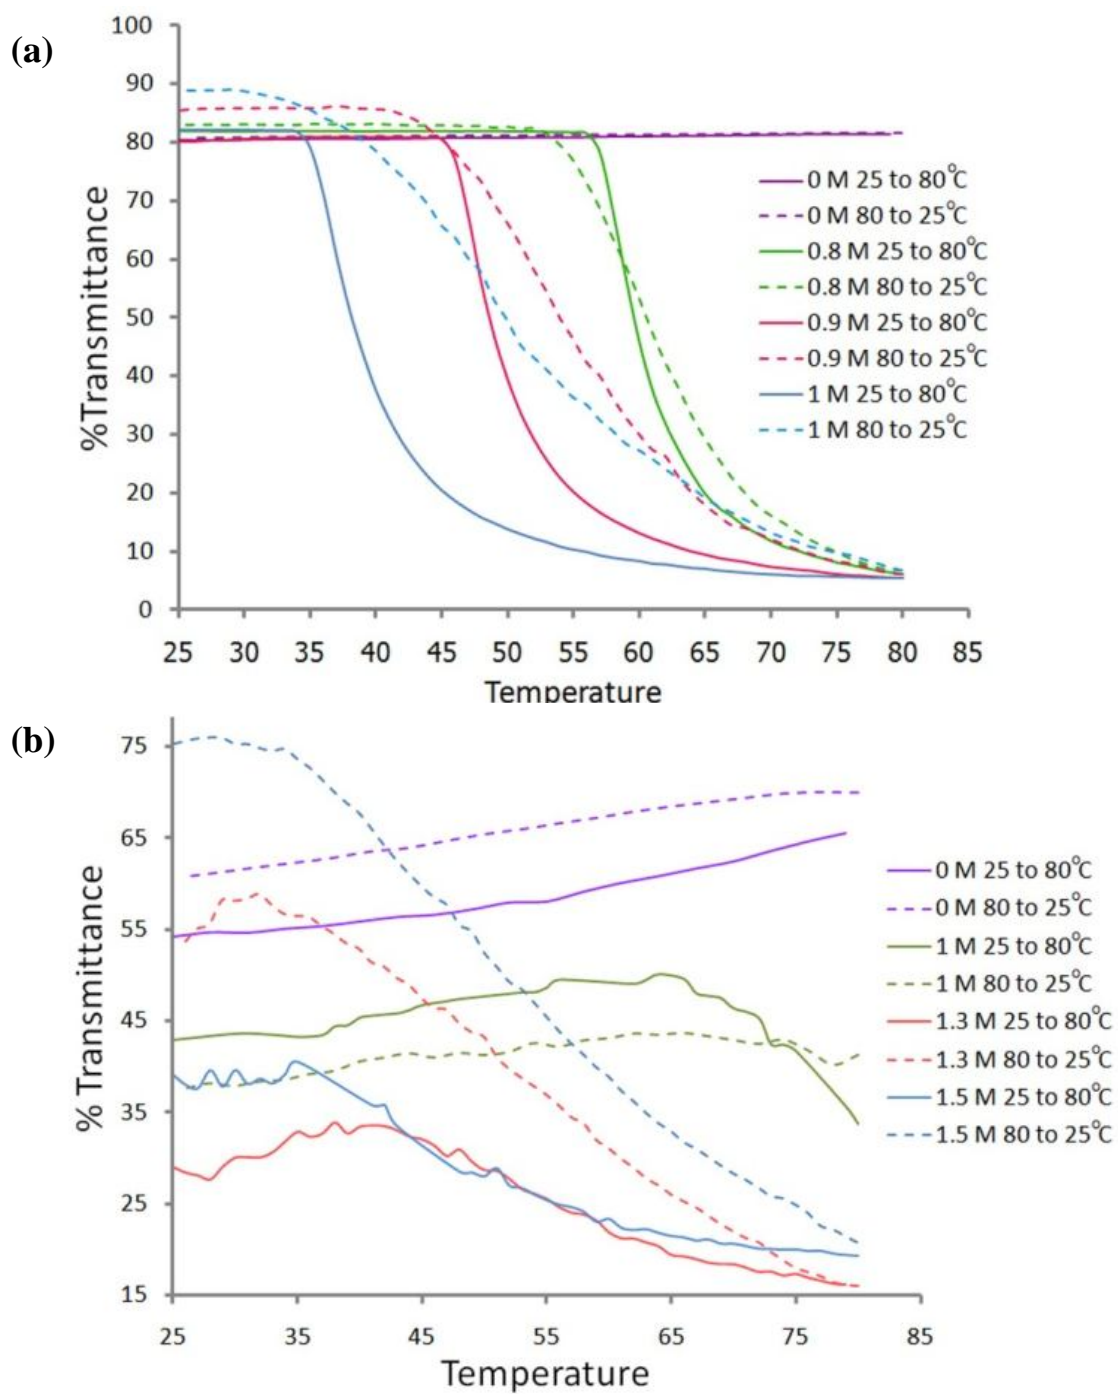 (a)
100
90
80
70
60
50
40
30
20
10
0
%Transmittance
0 M 25 to 80°C
0 M 80 to 25°C
0.8 M 25 to 80°C
0.8 M 80 to 25°C
0.9 M 25 to 80°C
0.9 M 80 to 25°C
1 M 25 to 80°C
1 M 80 to 25°C
25 30 35 40 45 50 55 60 65 70 75 80 85
Temperature
(b)
75
65
55
45
35
25
15
% Transmittance
0 M 25 to 80°C
0 M 80 to 25°C
1 M 25 to 80°C
1 M 80 to 25°C
1.3 M 25 to 80°C
1.3 M 80 to 25°C
1.5 M 25 to 80°C
1.5 M 80 to 25°C
25 35 45 55 65 75 85
Temperature